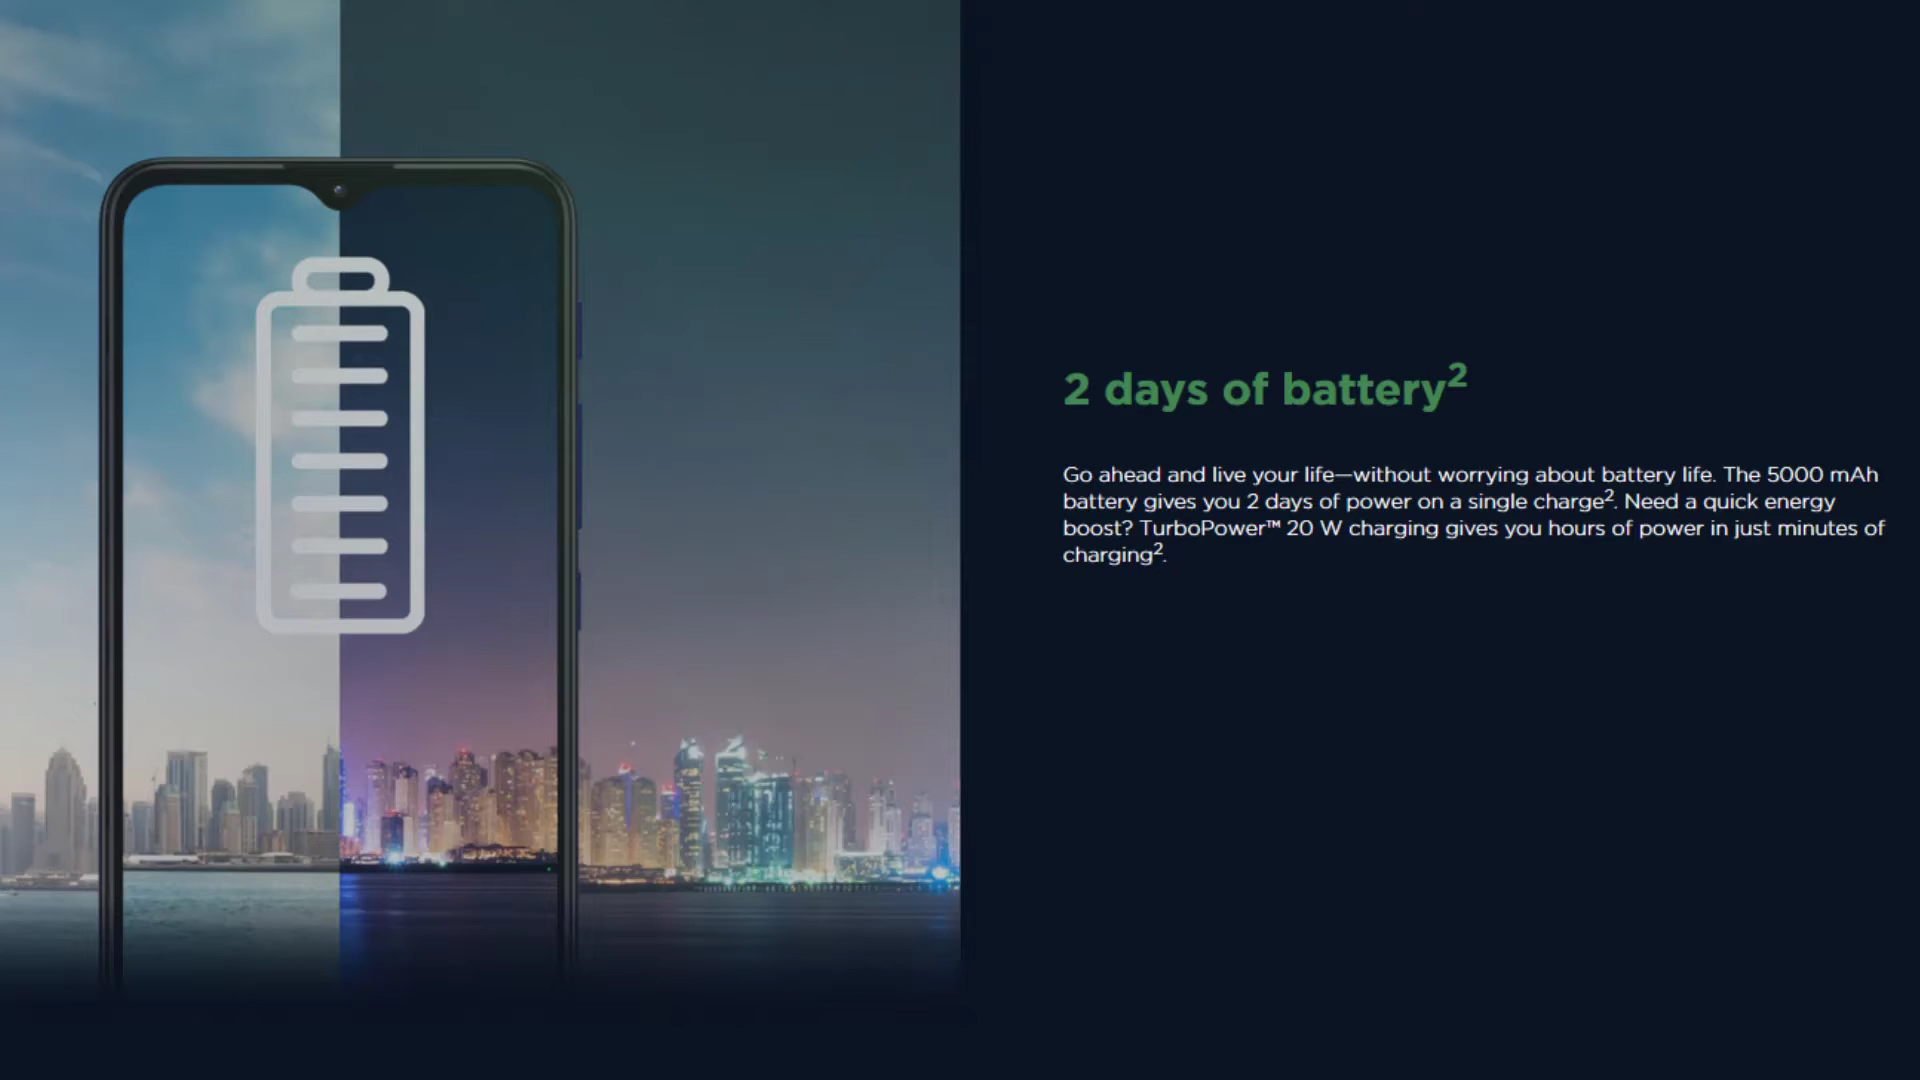 2 days of battery²
Go ahead and live your life—without worrying about battery life. The 5000 mAh
battery gives you 2 days of power on a single charge². Need a quick energy
boost? TurboPower™ 20 W charging gives you hours of power in just minutes of
charging².